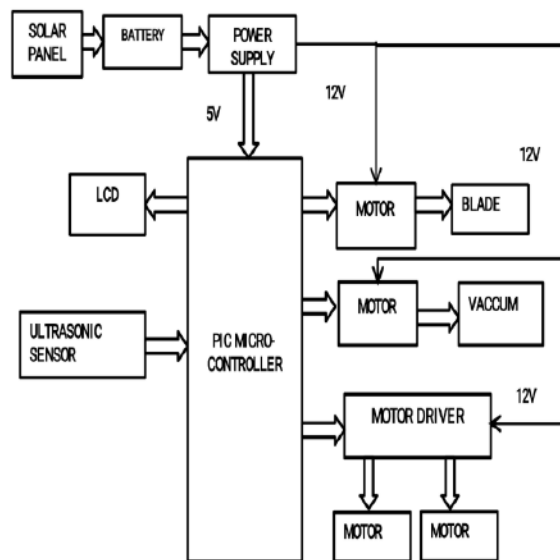 SOLAR
PANEL
BATTERY
POWER
SUPPLY
12V
5V
12V
LCD
MOTOR
BLADE
MOTOR
VACCUM
ULTRASONIC
SENSOR
PIC MICRO-
CONTROLLER
12V
MOTOR DRIVER
MOTOR
MOTOR